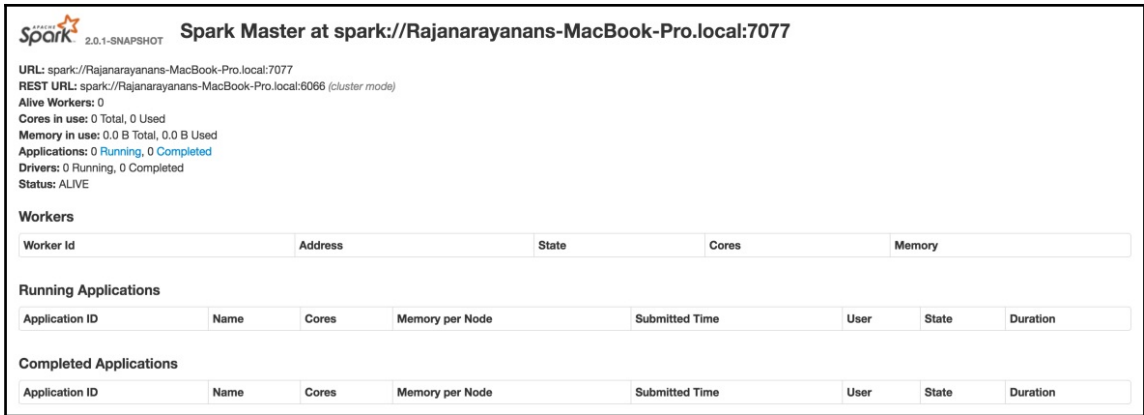 APACHE
Spark 2.0.1-SNAPSHOT Spark Master at spark://Rajanarayanans-MacBook-Pro.local:7077
URL: spark://Rajanarayanans-MacBook-Pro.local:7077
REST URL: spark://Rajanarayanans-MacBook-Pro.local:6066 (cluster mode)
Alive Workers: 0
Cores in use: 0 Total, 0 Used
Memory in use: 0.0 B Total, 0.0 B Used
Applications: 0 Running, 0 Completed
Drivers: 0 Running, 0 Completed
Status: ALIVE
Workers
Worker Id Address State Cores Memory
Running Applications
Application ID Name Cores Memory per Node Submitted Time User State Duration
Completed Applications
Application ID Name Cores Memory per Node Submitted Time User State Duration